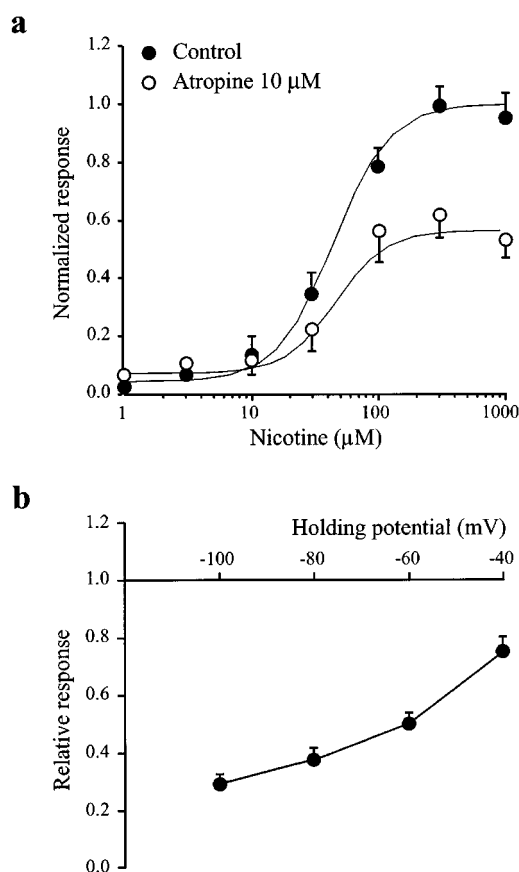 a
1.2
Control
Atropine 10 µM
1.0
0.8
0.6
0.4
0.2
0.0
Normalized response
1 10 100 1000
Nicotine (µM)
b
1.2
Holding potential (mV)
-100 -80 -60 -40
1.0
0.8
0.6
0.4
0.2
0.0
Relative response